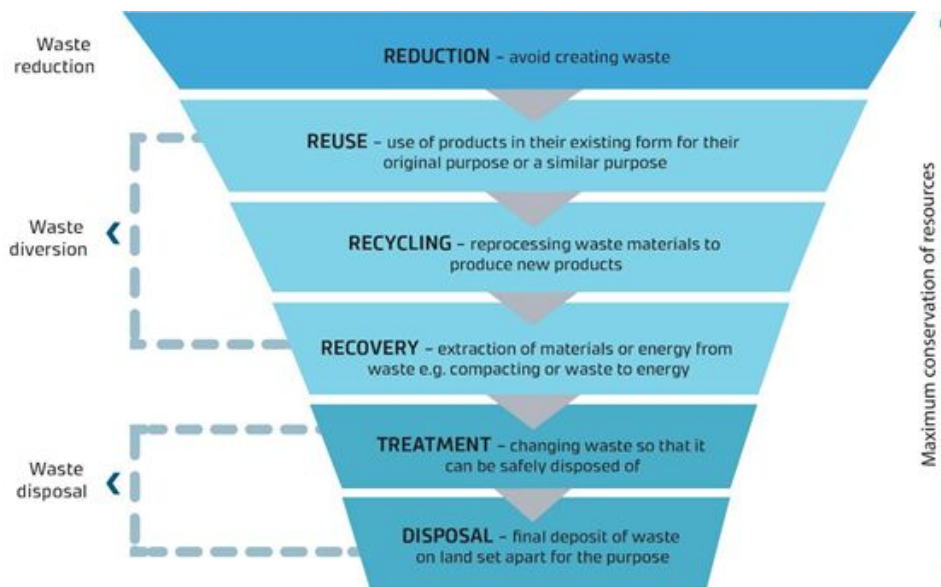 Waste
reduction
REDUCTION – avoid creating waste
REUSE – use of products in their existing form for their
original purpose or a similar purpose
Waste
diversion
RECYCLING – reprocessing waste materials to
produce new products
RECOVERY – extraction of materials or energy from
waste e.g. compacting or waste to energy
TREATMENT – changing waste so that it
can be safely disposed of
Waste
disposal
DISPOSAL – final deposit of waste
on land set apart for the purpose
Maximum conservation of resources